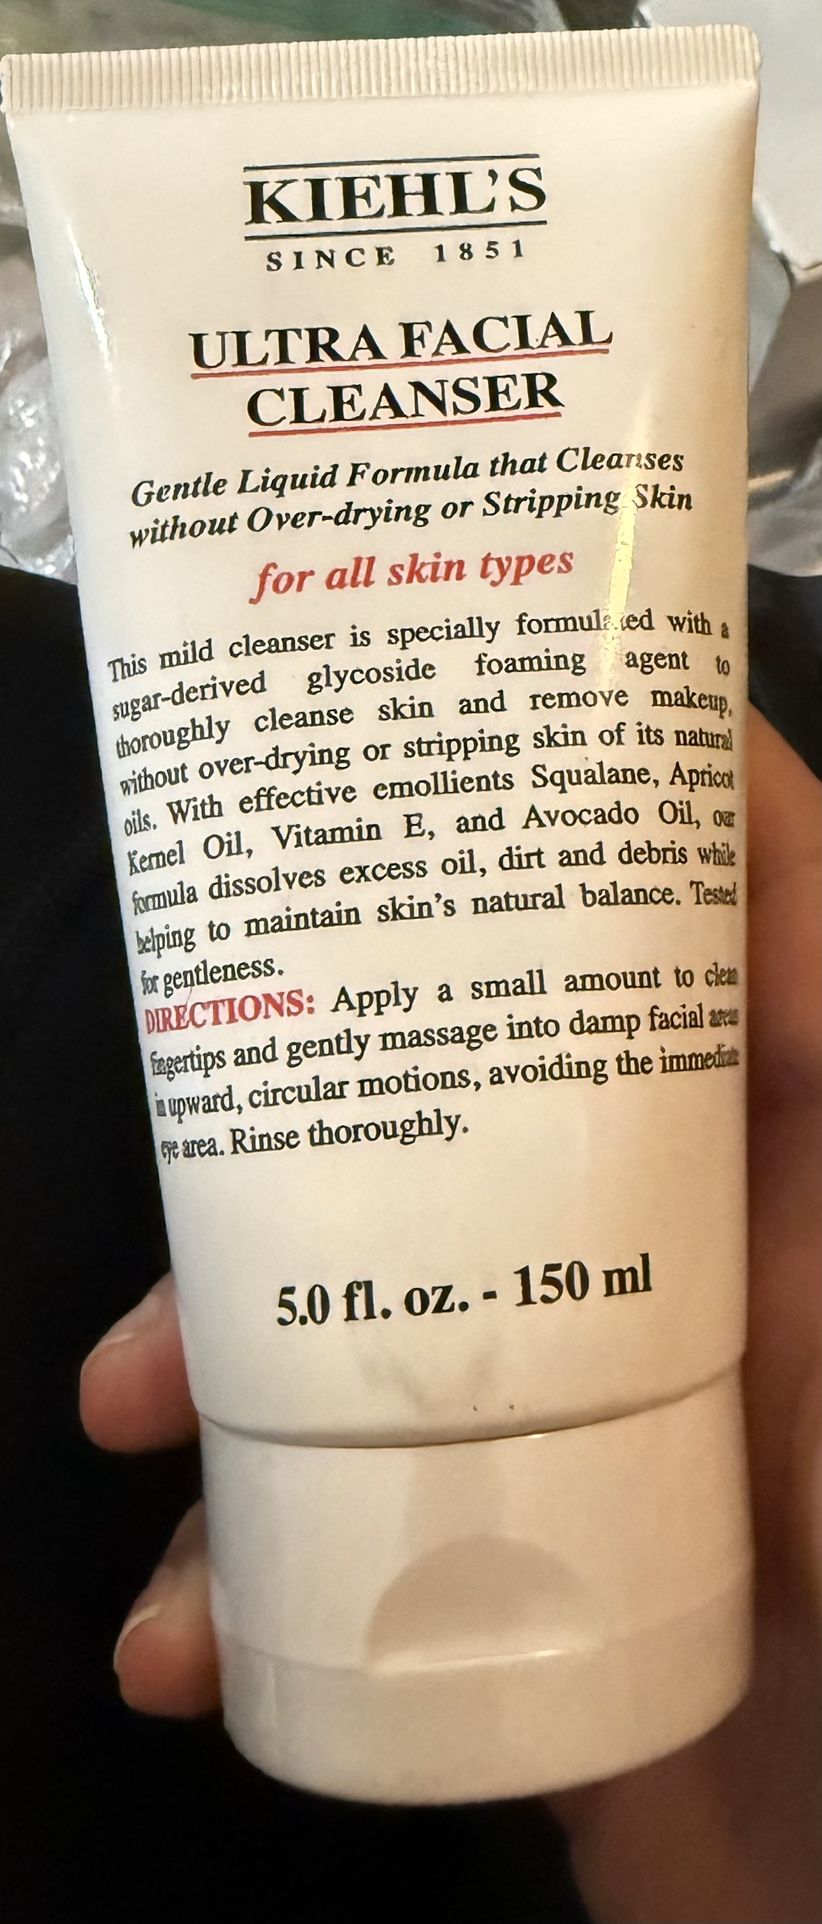 KIEHL'S
SINCE 1851
ULTRA FACIAL
CLEANSER
Gentle Liquid Formula that Cleanses
without Over-drying or Stripping Skin
for all skin types
This mild cleanser is specially formulated with a
sugar-derived glycoside foaming agent to
thoroughly cleanse skin and remove makeup,
without over-drying or stripping skin of its natural
oils. With effective emollients Squalane, Apricot
Kernel Oil, Vitamin E, and Avocado Oil, our
formula dissolves excess oil, dirt and debris while
helping to maintain skin's natural balance. Tested
for gentleness.
DIRECTIONS: Apply a small amount to clean
fingertips and gently massage into damp facial areas
in upward, circular motions, avoiding the immediate
eye area. Rinse thoroughly.
5.0 fl. oz. - 150 ml